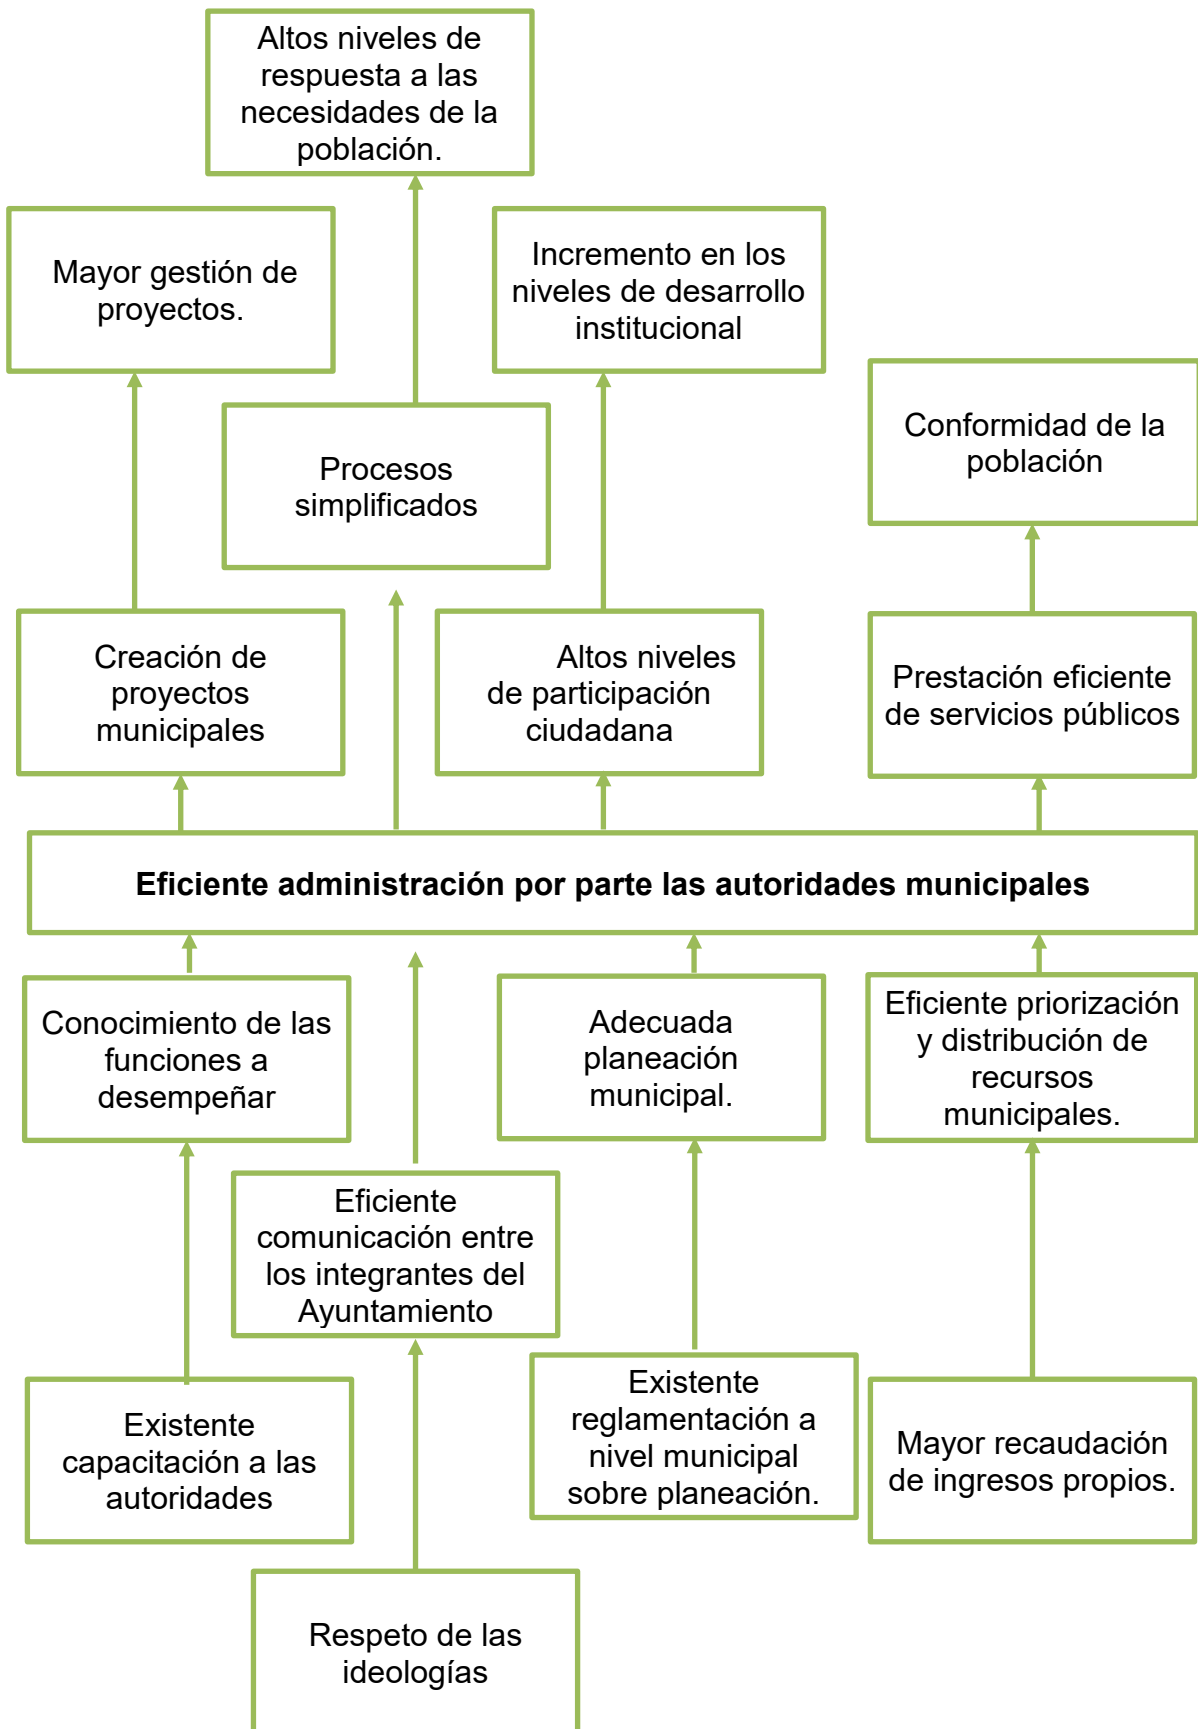 Altos niveles de
respuesta a las
necesidades de la
población.
Mayor gestión de
proyectos.
Incremento en los
niveles de desarrollo
institucional
Procesos
simplificados
Conformidad de la
población
Creación de
proyectos
municipales
Altos niveles
de participación
ciudadana
Prestación eficiente
de servicios públicos
Eficiente administración por parte las autoridades municipales
Conocimiento de las
funciones a
desempeñar
Adecuada
planeación
municipal.
Eficiente priorización
y distribución de
recursos
municipales.
Eficiente
comunicación entre
los integrantes del
Ayuntamiento
Existente
capacitación a las
autoridades
Existente
reglamentación a
nivel municipal
sobre planeación.
Mayor recaudación
de ingresos propios.
Respeto de las
ideologías